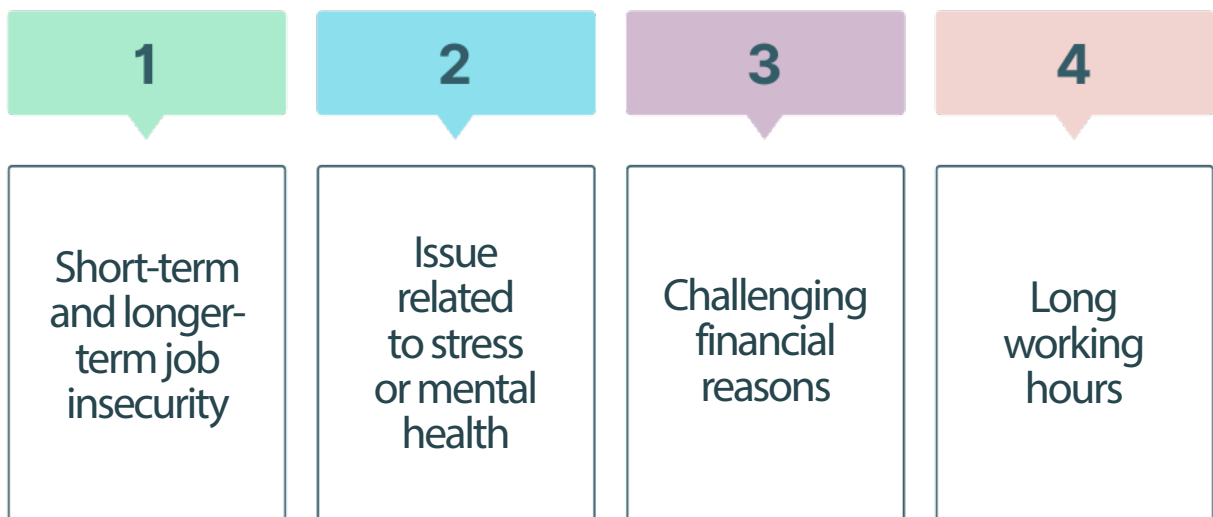 1
Short-term
and longer-
term job
insecurity
2
Issue
related
to stress
or mental
health
3
Challenging
financial
reasons
4
Long
working
hours